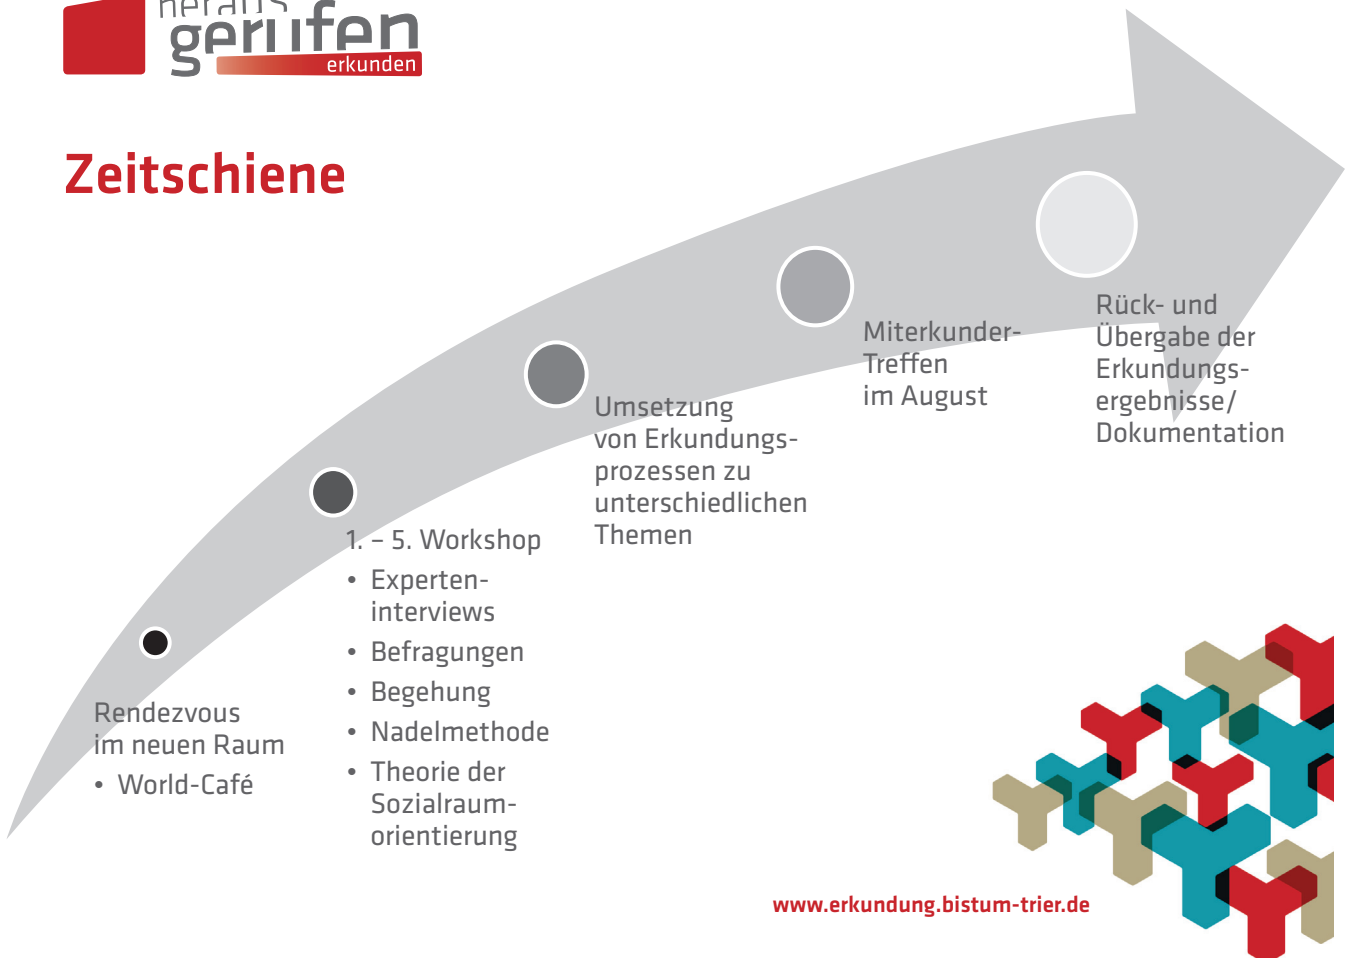 heraus
gerufen
erkunden
Zeitschiene
Rendezvous
im neuen Raum
• World-Café
1. – 5. Workshop
• Experten-
interviews
• Befragungen
• Begehung
• Nadelmethode
• Theorie der
Sozialraum-
orientierung
Umsetzung
von Erkundungs-
prozessen zu
unterschiedlichen
Themen
Miterkunder-
Treffen
im August
Rück- und
Übergabe der
Erkundungs-
ergebnisse/
Dokumentation
www.erkundung.bistum-trier.de